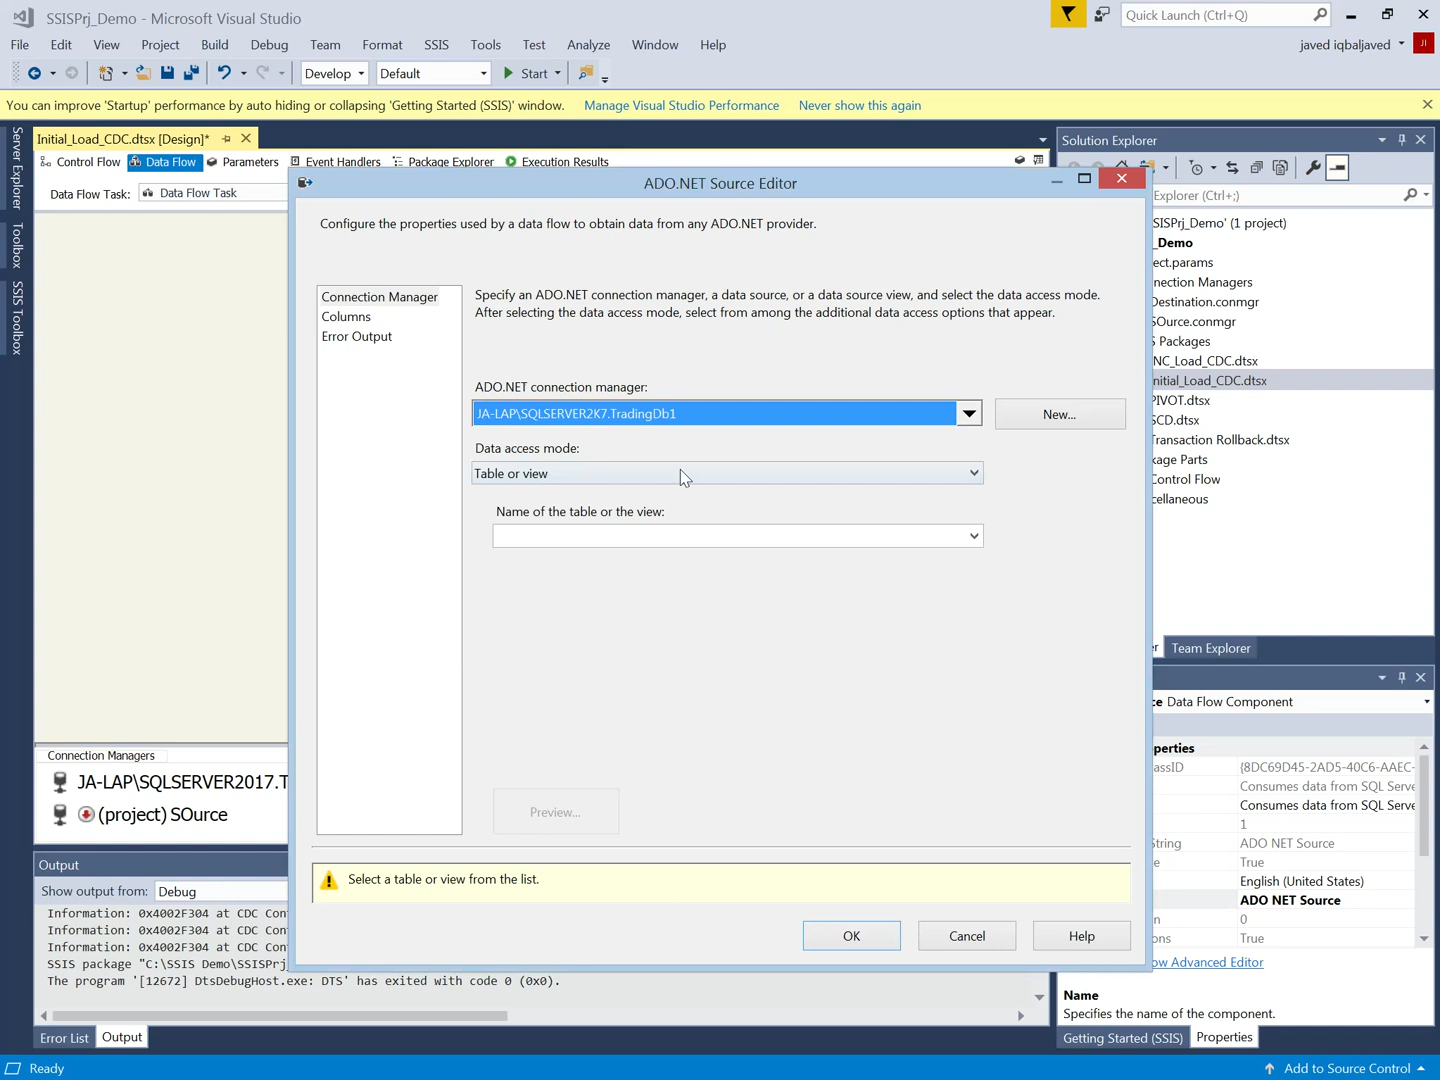 SSISPrj_Demo - Microsoft Visual Studio
Quick Launch (Ctrl+Q)
File Edit View Project Build Debug Team Format SSIS Tools Test Analyze Window Help
javed iqbaljaved JI
Develop Default Start
You can improve 'Startup' performance by auto hiding or collapsing 'Getting Started (SSIS)' window. Manage Visual Studio Performance Never show this again
Server Explorer
Toolbox
SSIS Toolbox
Initial_Load_CDC.dtsx [Design]*
Control Flow Data Flow Parameters Event Handlers Package Explorer Execution Results
Data Flow Task: Data Flow Task
Solution Explorer
Explorer (Ctrl+;)
SISPrj_Demo' (1 project)
_Demo
ect.params
nection Managers
Destination.conmgr
SOurce.conmgr
S Packages
NC_Load_CDC.dtsx
nitial_Load_CDC.dtsx
PIVOT.dtsx
SCD.dtsx
Transaction Rollback.dtsx
kage Parts
Control Flow
cellaneous
ADO.NET Source Editor
Configure the properties used by a data flow to obtain data from any ADO.NET provider.
Connection Manager
Columns
Error Output
Specify an ADO.NET connection manager, a data source, or a data source view, and select the data access mode.
After selecting the data access mode, select from among the additional data access options that appear.
ADO.NET connection manager:
JA-LAP\SQLSERVER2K7.TradingDb1
New...
Data access mode:
Table or view
Name of the table or the view:
Preview...
Select a table or view from the list.
OK Cancel Help
r Team Explorer
ce Data Flow Component
perties
assID {8DC69D45-2AD5-40C6-AAEC-
Consumes data from SQL Serve
Consumes data from SQL Serve
1
String ADO NET Source
e True
English (United States)
ADO NET Source
n 0
ons True
ow Advanced Editor
Name
Specifies the name of the component.
Getting Started (SSIS) Properties
Connection Managers
JA-LAP\SQLSERVER2017.T
(project) SOurce
Output
Show output from: Debug
Information: 0x4002F304 at CDC Con
Information: 0x4002F304 at CDC Con
Information: 0x4002F304 at CDC Con
SSIS package "C:\SSIS Demo\SSISPrj_
The program '[12672] DtsDebugHost.exe: DTS' has exited with code 0 (0x0).
Error List Output
Ready
Add to Source Control